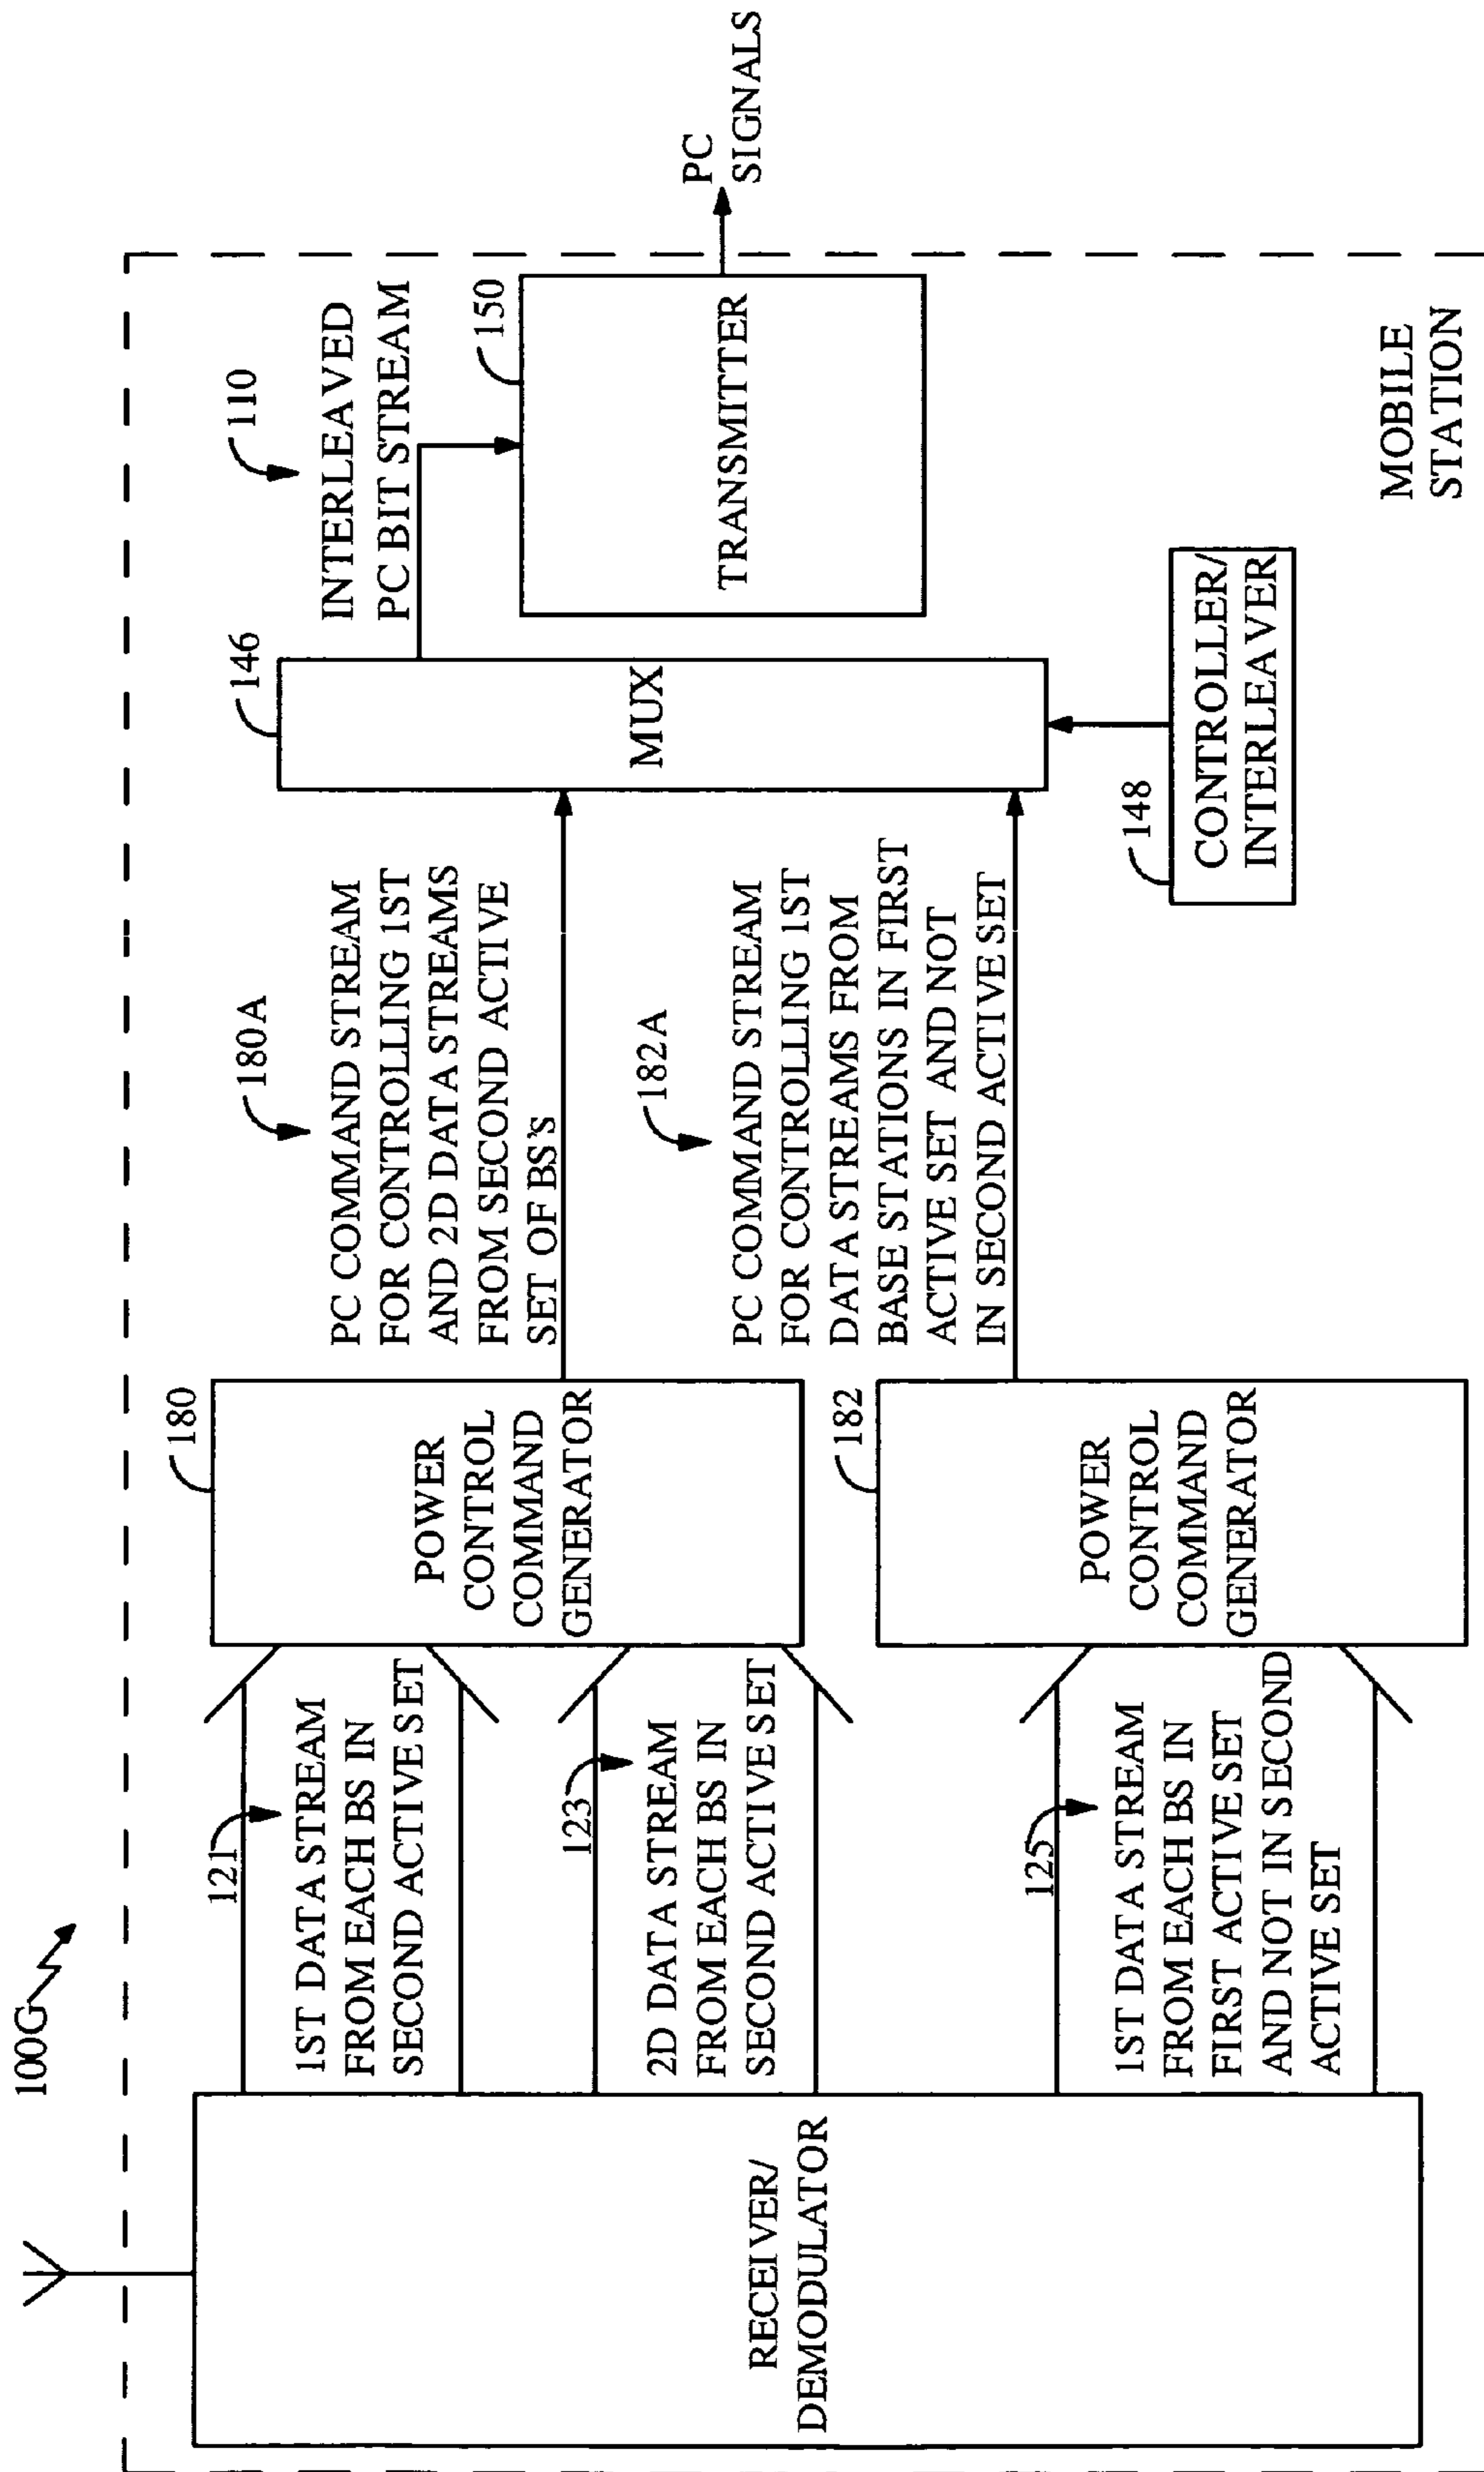 100G
110
RECEIVER/
DEMODULATOR
121
1ST DATA STREAM
FROM EACH BS IN
SECOND ACTIVE SET
123
2D DATA STREAM
FROM EACH BS IN
SECOND ACTIVE SET
125
1ST DATA STREAM
FROM EACH BS IN
FIRST ACTIVE SET
AND NOT IN SECOND
ACTIVE SET
180
POWER
CONTROL
COMMAND
GENERATOR
182
POWER
CONTROL
COMMAND
GENERATOR
180A
PC COMMAND STREAM
FOR CONTROLLING 1ST
AND 2D DATA STREAMS
FROM SECOND ACTIVE
SET OF BS'S
182A
PC COMMAND STREAM
FOR CONTROLLING 1ST
DATA STREAMS FROM
BASE STATIONS IN FIRST
ACTIVE SET AND NOT
IN SECOND ACTIVE SET
146
MUX
148
CONTROLLER/
INTERLEAVER
INTERLEAVED
PC BIT STREAM
150
TRANSMITTER
PC
SIGNALS
MOBILE
STATION